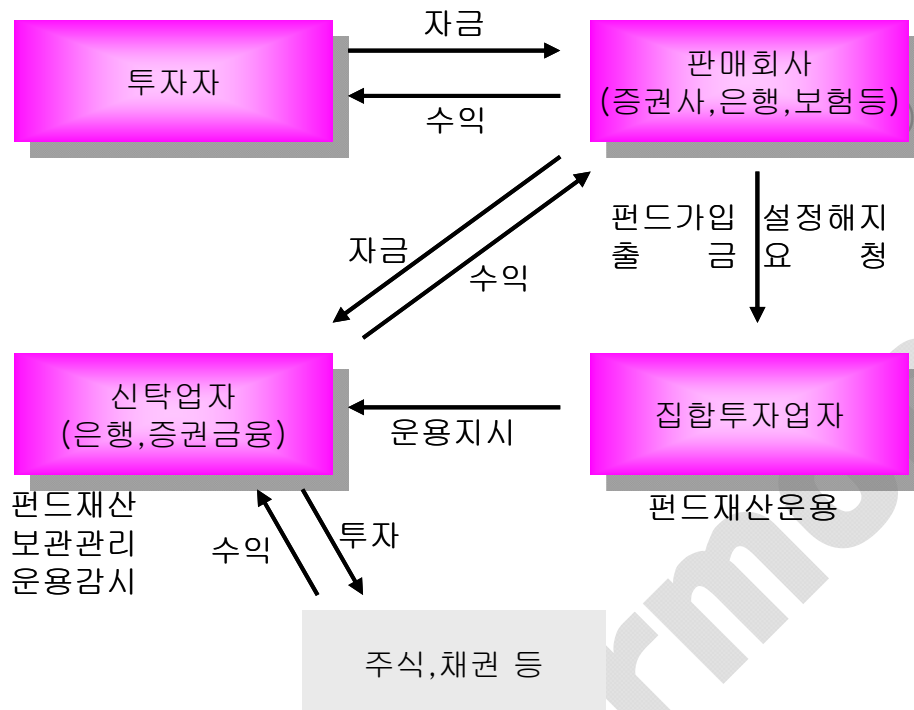 자금
투자자
판매회사
(증권사,은행,보험등)
수익
펀드가입 설정해지
출 금 요 청
자금
수익
신탁업자
(은행,증권금융)
운용지시
집합투자업자
펀드재산
보관관리
운용감시
펀드재산운용
수익
투자
주식,채권 등